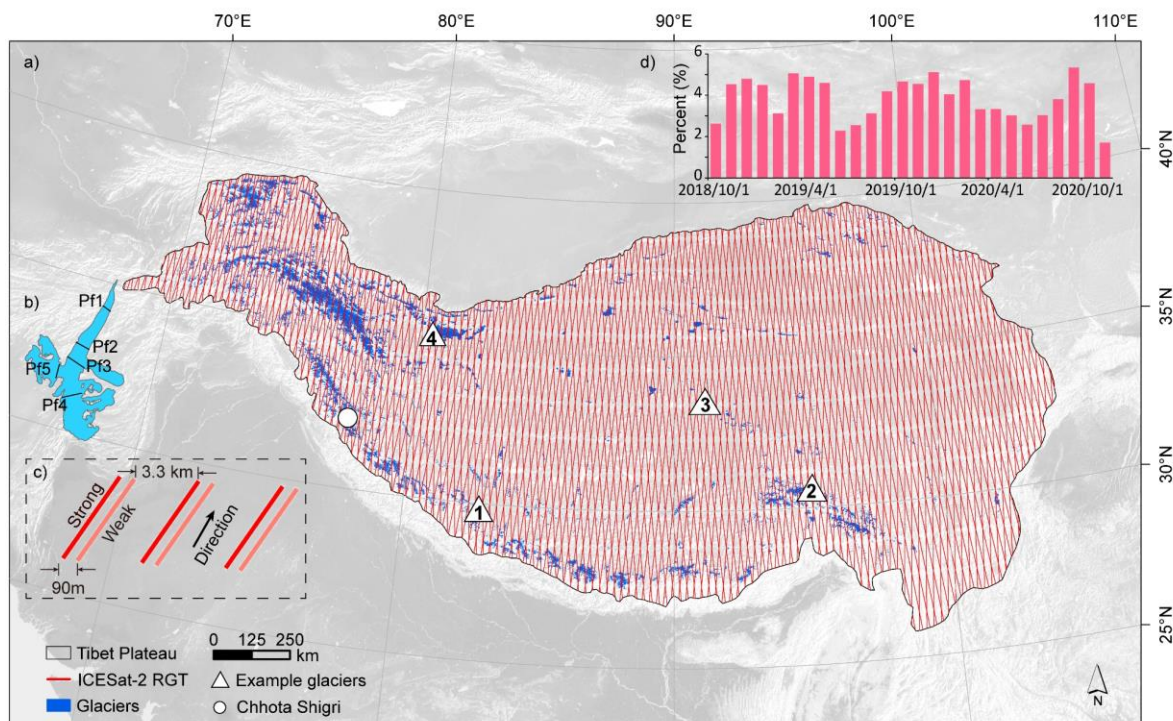 70°E 80°E 90°E 100°E 110°E
a)
d)
Percent (%)
6
4
2
0
2018/10/1 2019/4/1 2019/10/1 2020/4/1 2020/10/1
40°N
35°N
30°N
25°N
b)
Pf1
Pf2
Pf3
Pf5
Pf4
4
3
2
1
c)
3.3 km
Strong
Weak
Direction
90m
0 125 250
km
Tibet Plateau
ICESat-2 RGT
Glaciers
Example glaciers
Chhota Shigri
N